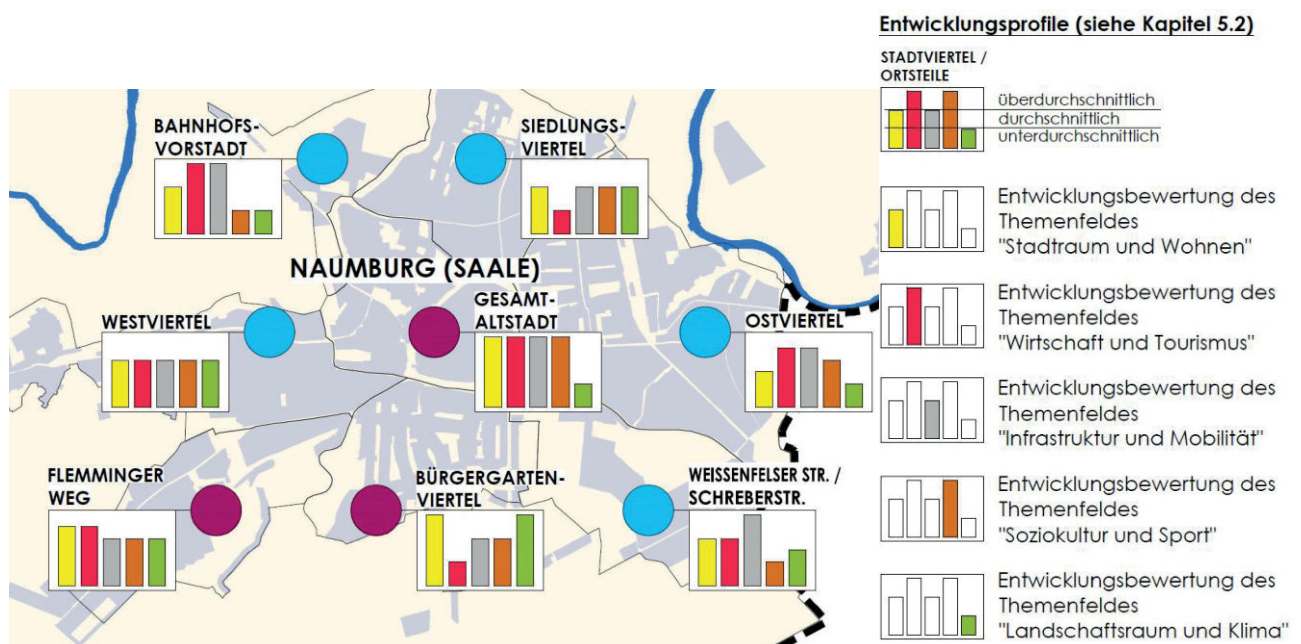 BAHNHOFS-
VORSTADT
SIEDLUNGS-
VIERTEL
NAUMBURG (SAALE)
WESTVIERTEL
GESAMT-
ALTSTADT
OSTVIERTEL
FLEMMINGER
WEG
BÜRGERGARTEN-
VIERTEL
WEISSENFELSER STR. /
SCHREBERSTR.
Entwicklungsprofile (siehe Kapitel 5.2)
STADTVIERTEL /
ORTSTEILE
überdurchschnittlich
durchschnittlich
unterdurchschnittlich
Entwicklungsbewertung des
Themenfeldes
"Stadtraum und Wohnen"
Entwicklungsbewertung des
Themenfeldes
"Wirtschaft und Tourismus"
Entwicklungsbewertung des
Themenfeldes
"Infrastruktur und Mobilität"
Entwicklungsbewertung des
Themenfeldes
"Soziokultur und Sport"
Entwicklungsbewertung des
Themenfeldes
"Landschaftsraum und Klima"